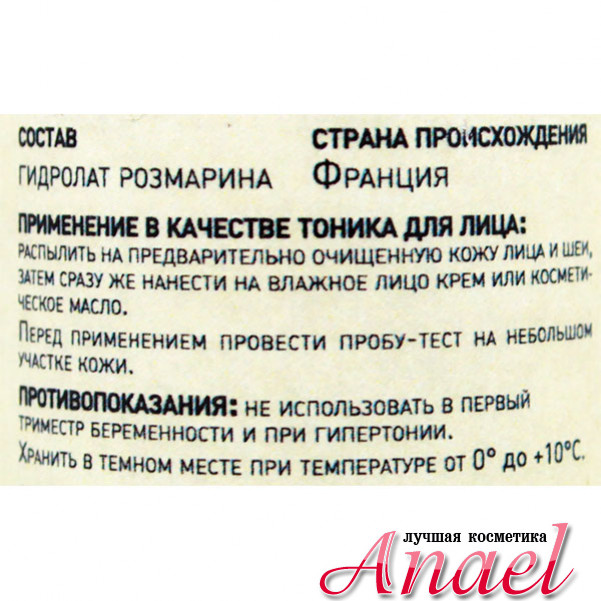 СОСТАВ
СТРАНА ПРОИСХОЖДЕНИЯ
ГИДРОЛАТ РОЗМАРИНА
ФРАНЦИЯ
ПРИМЕНЕНИЕ В КАЧЕСТВЕ ТОНИКА ДЛЯ ЛИЦА:
РАСПЫЛИТЬ НА ПРЕДВАРИТЕЛЬНО ОЧИЩЕННУЮ КОЖУ ЛИЦА И ШЕИ,
ЗАТЕМ СРАЗУ ЖЕ НАНЕСТИ НА ВЛАЖНОЕ ЛИЦО КРЕМ ИЛИ КОСМЕТИ-
ЧЕСКОЕ МАСЛО.
ПЕРЕД ПРИМЕНЕНИЕМ ПРОВЕСТИ ПРОБУ-ТЕСТ НА НЕБОЛЬШОМ
УЧАСТКЕ КОЖИ.
ПРОТИВОПОКАЗАНИЯ: НЕ ИСПОЛЬЗОВАТЬ В ПЕРВЫЙ
ТРИМЕСТР БЕРЕМЕННОСТИ И ПРИ ГИПЕРТОНИИ.
ХРАНИТЬ В ТЕМНОМ МЕСТЕ ПРИ ТЕМПЕРАТУРЕ ОТ 0° ДО +10°С.
лучшая косметика
Anael